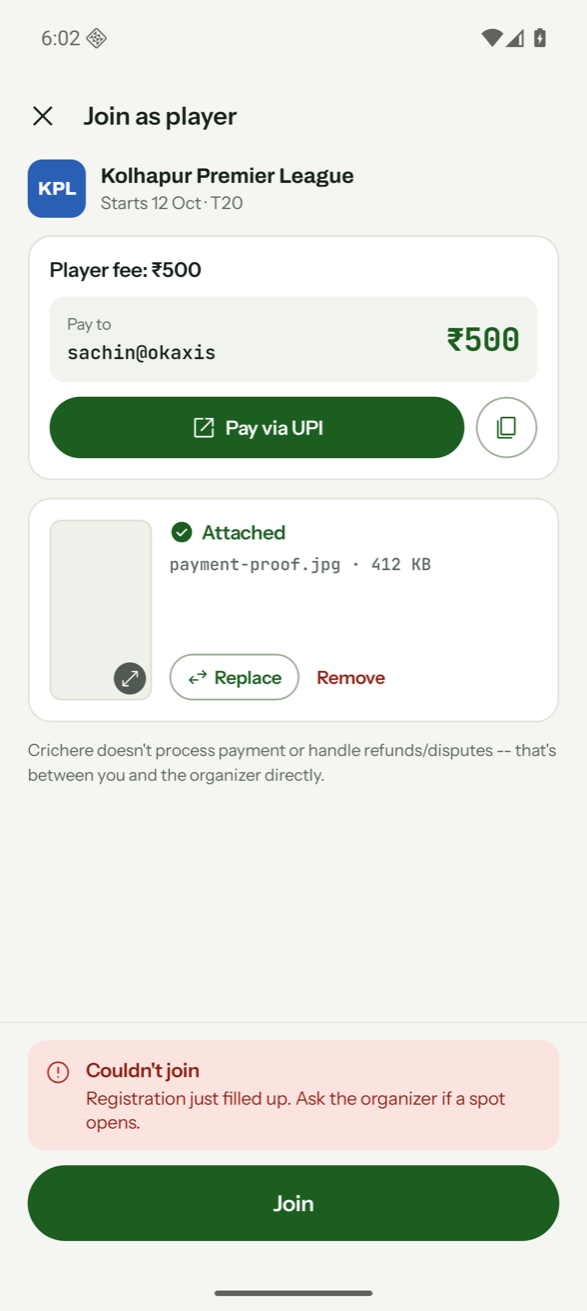 6:02
Join as player
KPL
Kolhapur Premier League
Starts 12 Oct · T20
Player fee: ₹500
Pay to
sachin@okaxis
₹500
Pay via UPI
Attached
payment-proof.jpg · 412 KB
Replace
Remove
Crichere doesn't process payment or handle refunds/disputes -- that's
between you and the organizer directly.
Couldn't join
Registration just filled up. Ask the organizer if a spot
opens.
Join